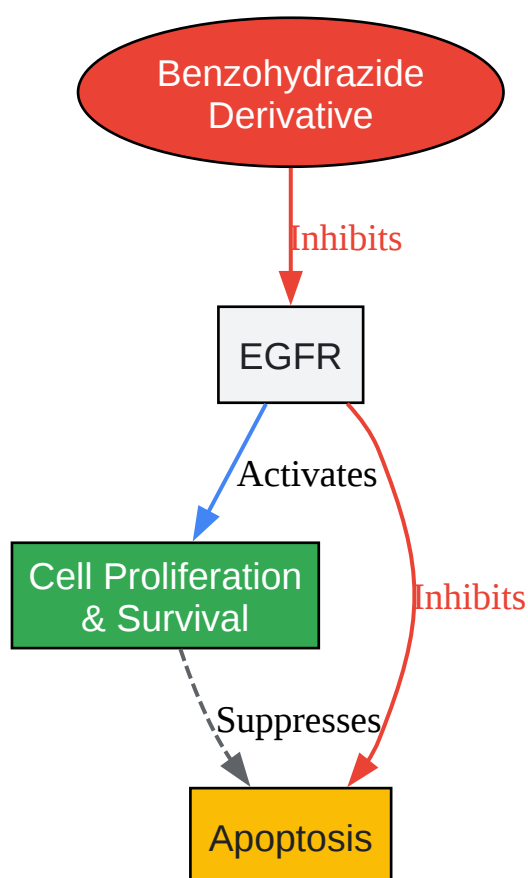 Benzohydrazide
Derivative
Inhibits
EGFR
Activates
Cell Proliferation
& Survival
Inhibits
Suppresses
Apoptosis